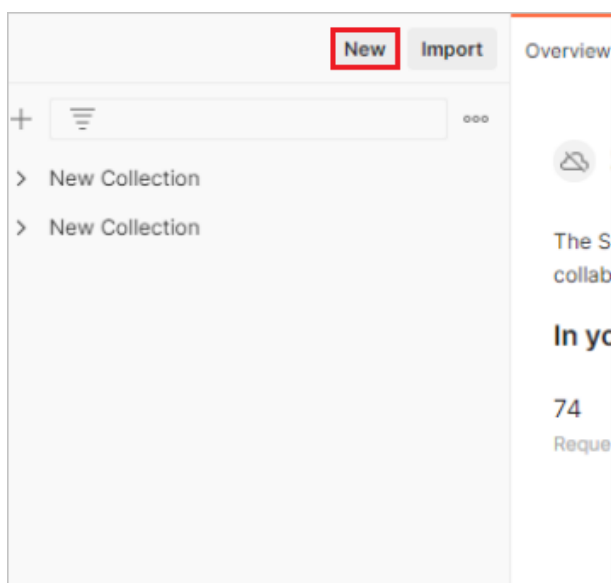 New Import Overview
New Collection
New Collection
The S
collab
In yo
74
Reque